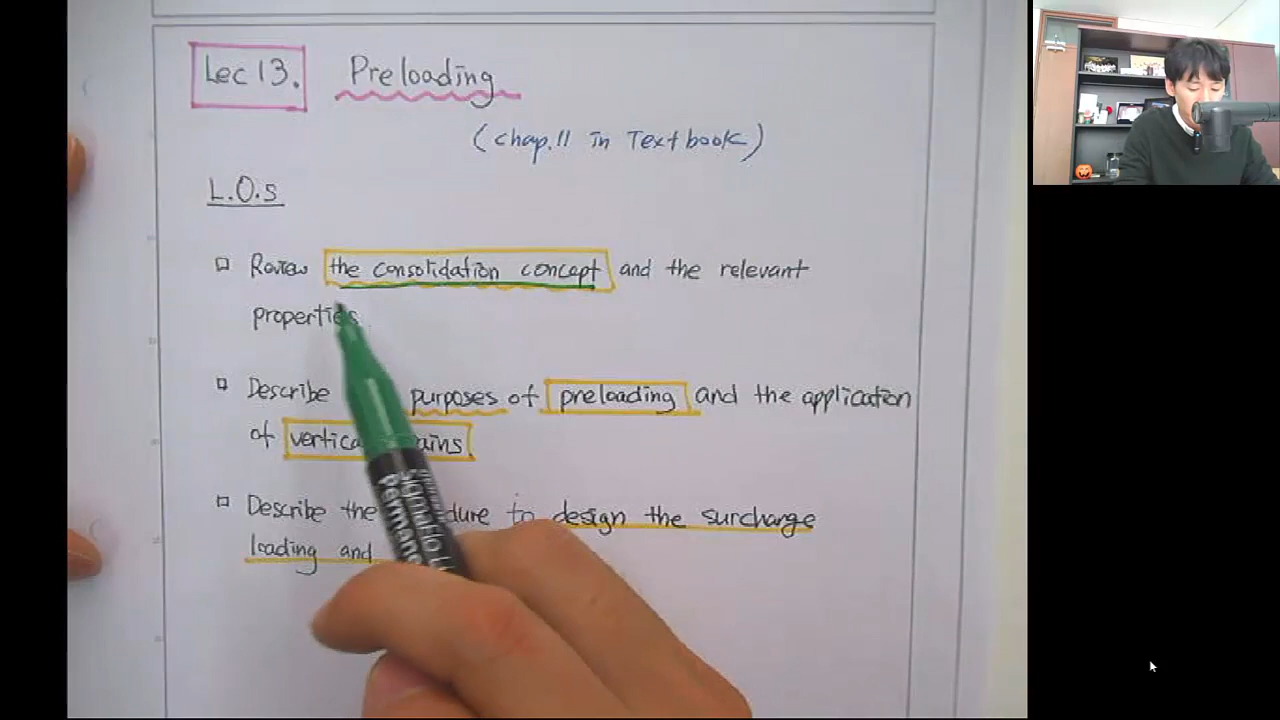 Lec 13. Preloading
(chap.11 in Textbook)
L.O.s
Review the consolidation concept and the relevant
properties
Describe purposes of preloading and the application
of
Describe the to design the surcharge
loading and